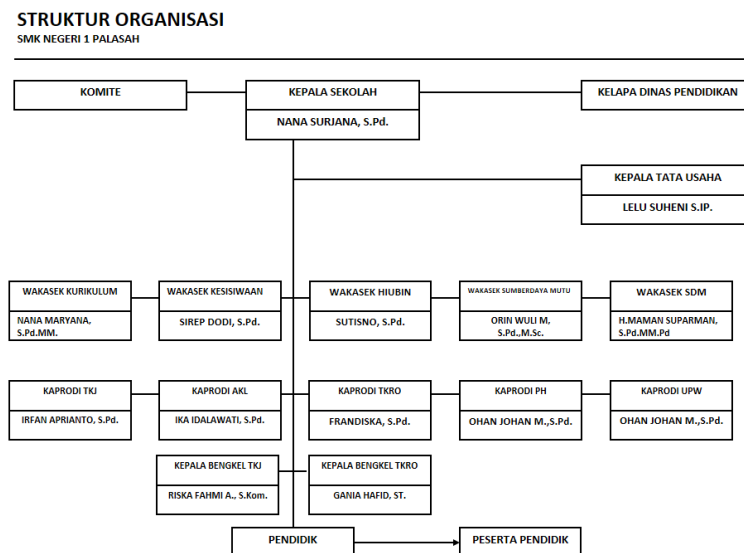 STRUKTUR ORGANISASI
SMK NEGERI 1 PALASAH
KOMITE
KEPALA SEKOLAH
NANA SURJANA, S.Pd.
KELAPA DINAS PENDIDIKAN
KEPALA TATA USAHA
LELU SUHENI S.IP.
WAKASEK KURIKULUM
NANA MARYANA,
S.Pd.MM.
WAKASEK KESISIWAAN
SIREP DODI, S.Pd.
WAKASEK HIUBIN
SUTISNO, S.Pd.
WAKASEK SUMBERDAYA MUTU
ORIN WULI M,
S.Pd.,M.Sc.
WAKASEK SDM
H.MAMAN SUPARMAN,
S.Pd.MM.Pd
KAPRODI TKJ
IRFAN APRIANTO, S.Pd.
KAPRODI AKL
IKA IDALAWATI, S.Pd.
KAPRODI TKRO
FRANDISKA, S.Pd.
KAPRODI PH
OHAN JOHAN M.,S.Pd.
KAPRODI UPW
OHAN JOHAN M.,S.Pd.
KEPALA BENGKEL TKJ
RISKA FAHMI A., S.Kom.
KEPALA BENGKEL TKRO
GANIA HAFID, ST.
PENDIDIK
PESERTA PENDIDIK